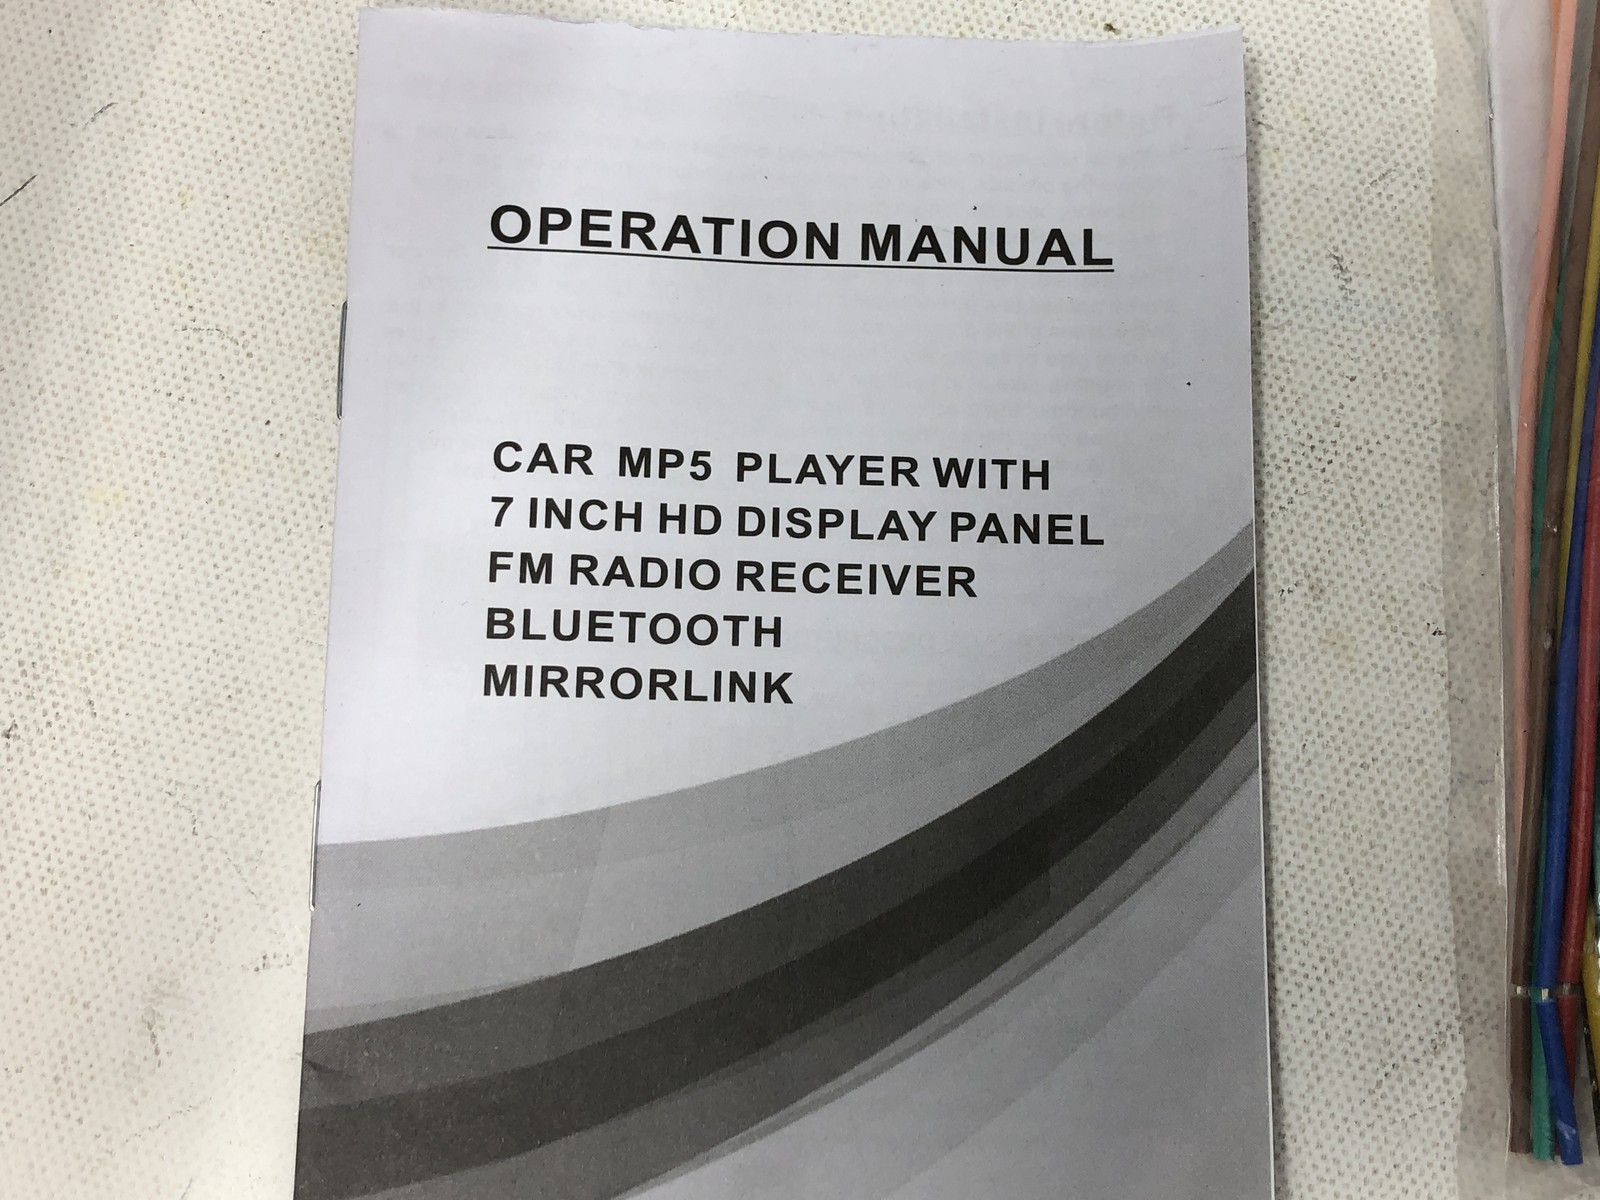 OPERATION MANUAL
CAR MP5 PLAYER WITH
7 INCH HD DISPLAY PANEL
FM RADIO RECEIVER
BLUETOOTH
MIRRORLINK